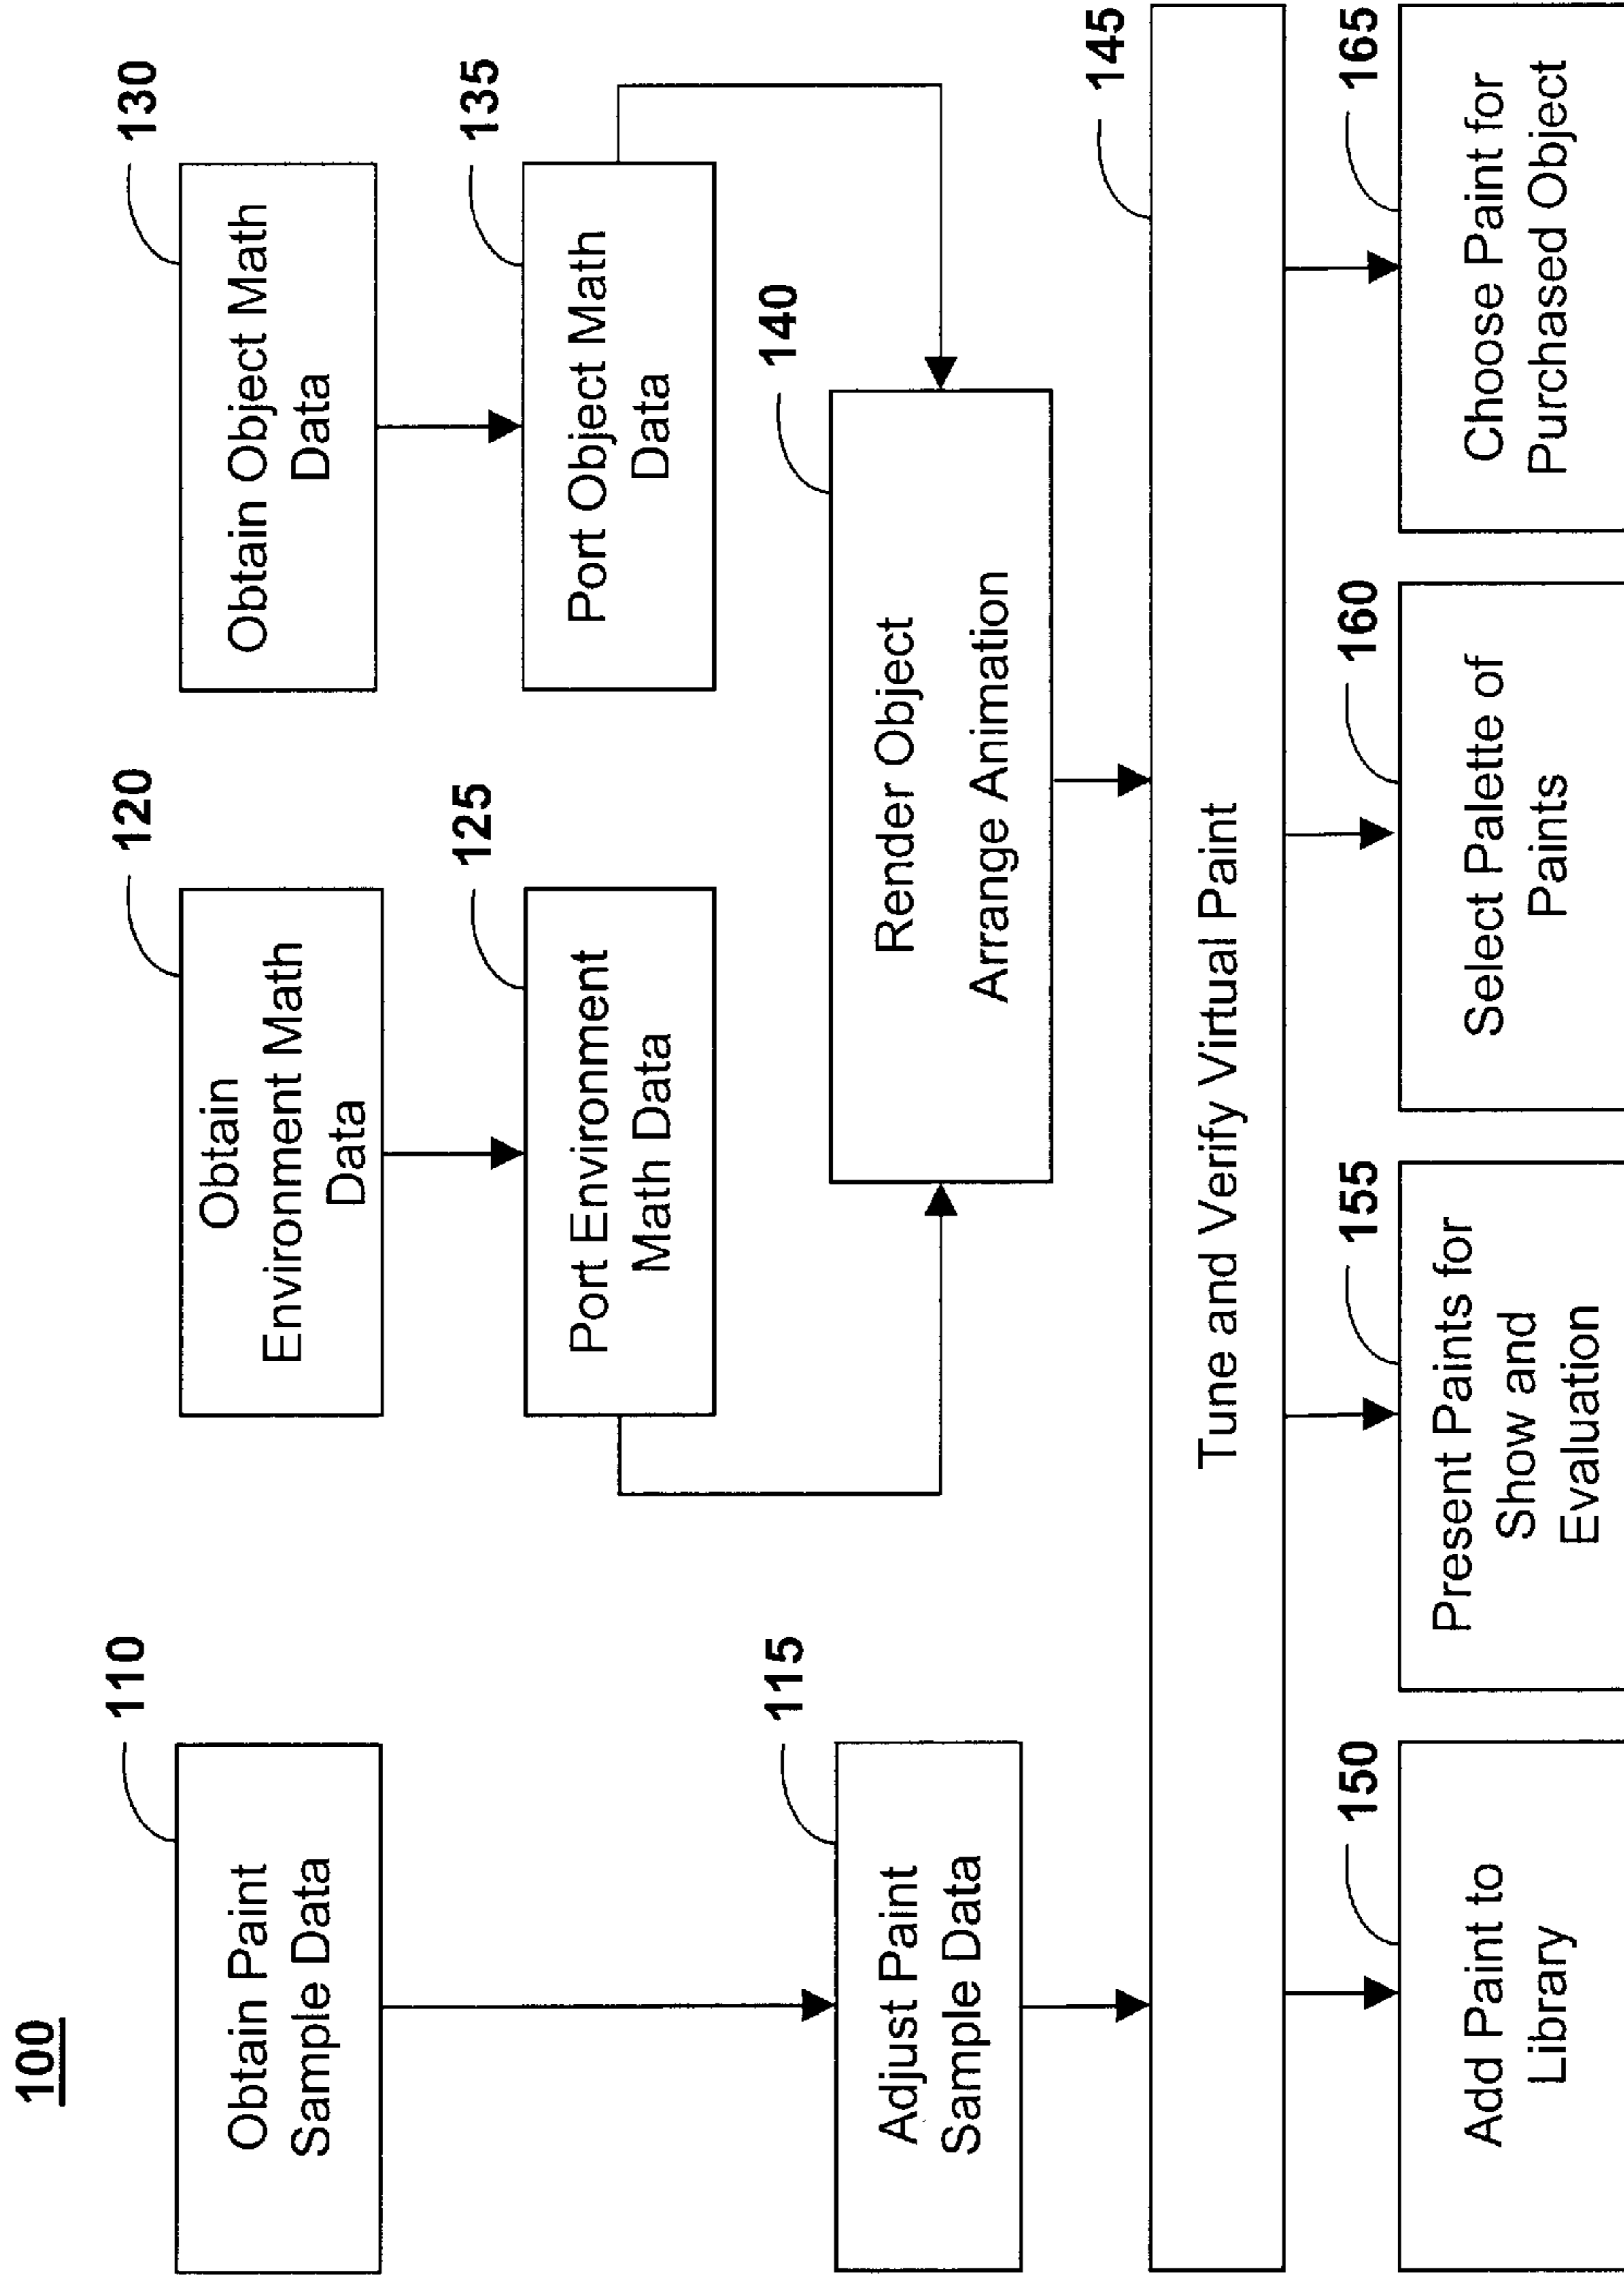 100
110
Obtain Paint
Sample Data
120
Obtain
Environment Math
Data
130
Obtain Object Math
Data
125
Port Environment
Math Data
135
Port Object Math
Data
115
Adjust Paint
Sample Data
140
Render Object
Arrange Animation
145
Tune and Verify Virtual Paint
150
Add Paint to
Library
155
Present Paints for
Show and
Evaluation
160
Select Palette of
Paints
165
Choose Paint for
Purchased Object